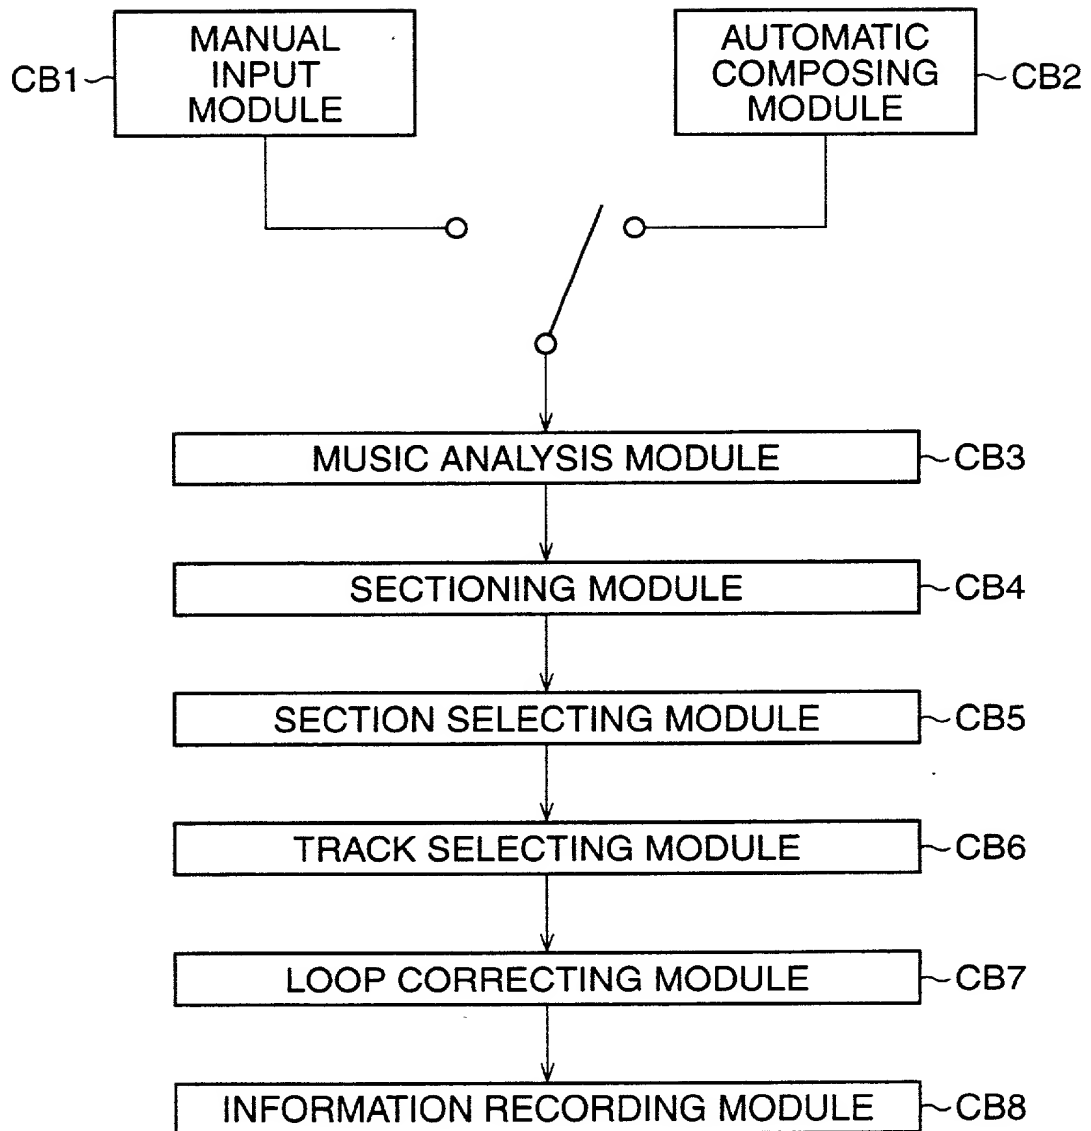 MANUAL
INPUT
MODULE
CB1
AUTOMATIC
COMPOSING
MODULE
CB2
MUSIC ANALYSIS MODULE
CB3
SECTIONING MODULE
CB4
SECTION SELECTING MODULE
CB5
TRACK SELECTING MODULE
CB6
LOOP CORRECTING MODULE
CB7
INFORMATION RECORDING MODULE
CB8